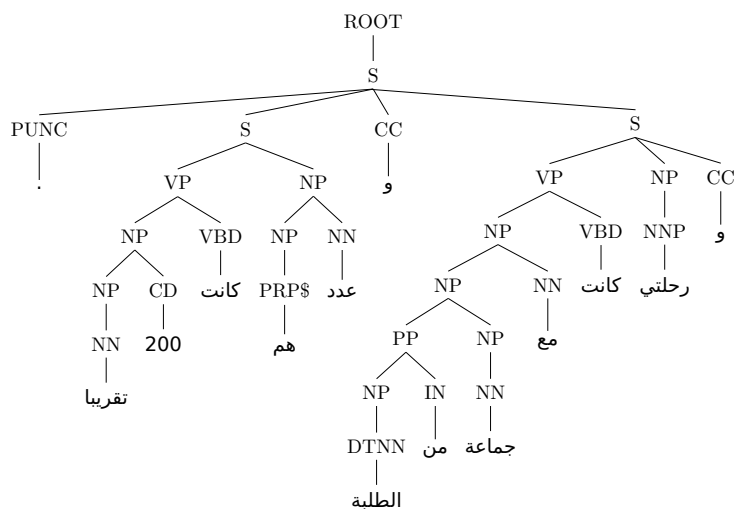 ROOT
S
PUNC S CC S
. VP NP و VP NP CC
NP VBD NP NN NP VBD NNP و
NP CD كانت PRP$ عدد NP NN كانت رحلتي
NN 200 هم PP NP مع
تقريبا NP IN NN
DTNN من جماعة
الطلبة